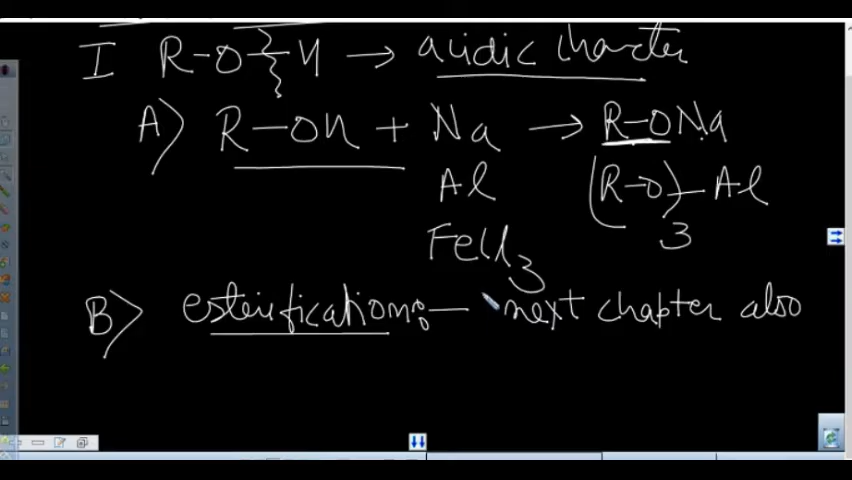 I R-O-H → acidic character
A) R-OH + Na → R-ONa
Al (R-O)3-Al
FeCl3
B) esterification:- next chapter also